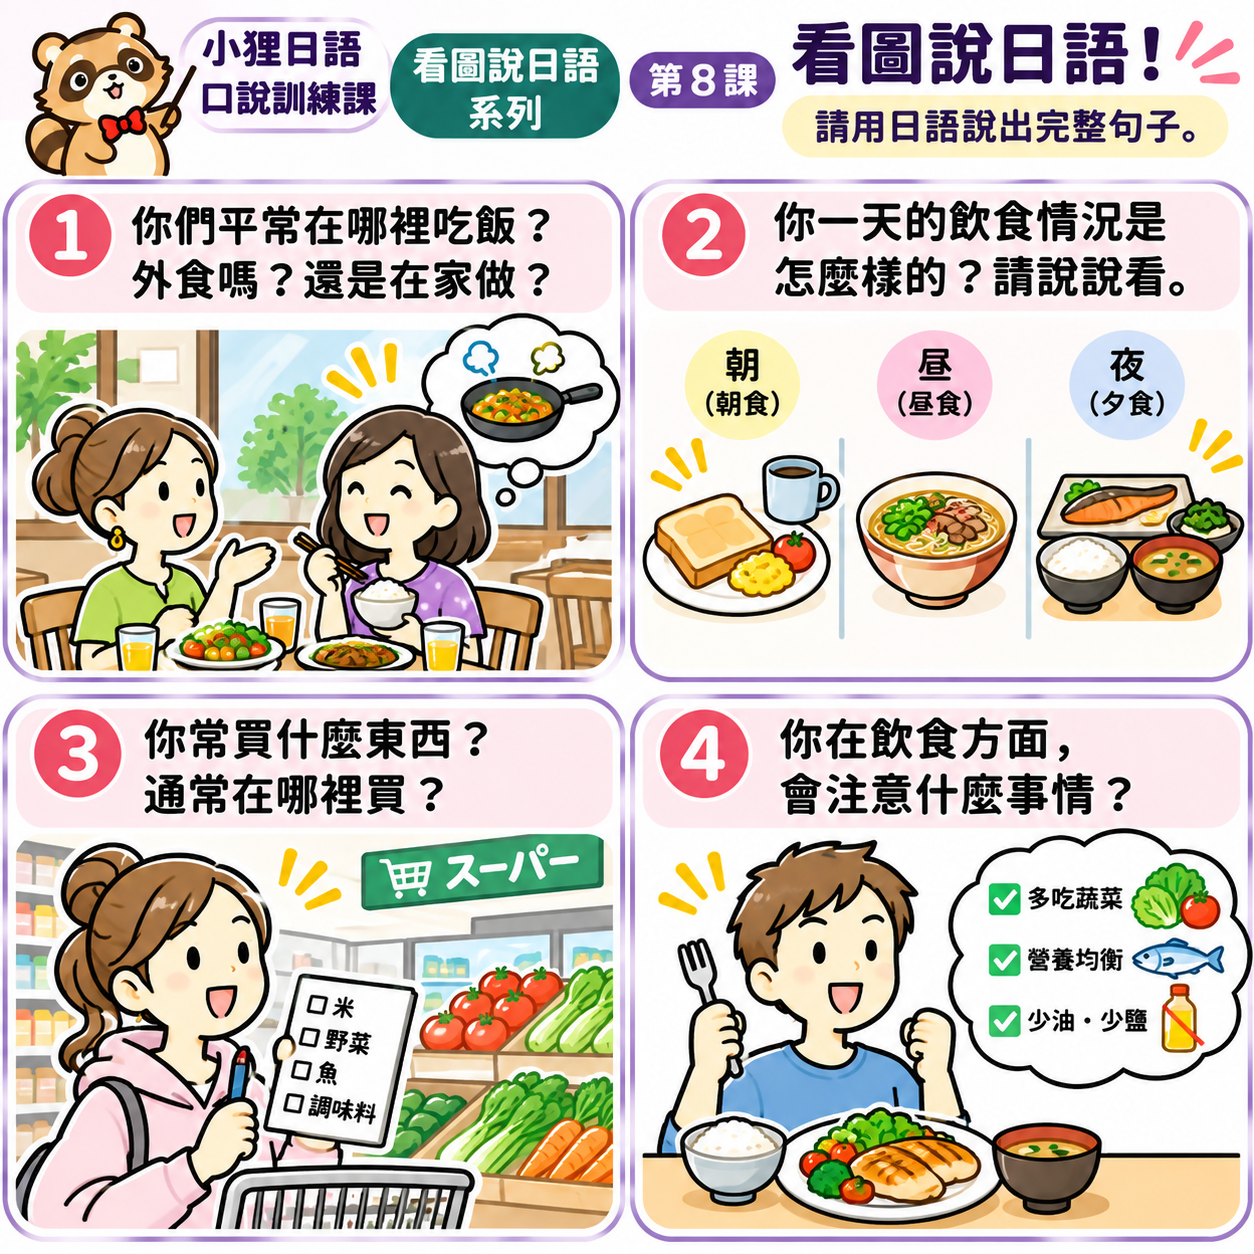 小狸日語
口說訓練課
看圖說日語
系列
第8課
看圖說日語!
請用日語說出完整句子。
1
你們平常在哪裡吃飯?
外食嗎?還是在家做?
2
你一天的飲食情況是
怎麼樣的?請說說看。
朝
(朝食)
昼
(昼食)
夜
(夕食)
3
你常買什麼東西?
通常在哪裡買?
スーパー
米
野菜
魚
調味料
4
你在飲食方面,
會注意什麼事情?
多吃蔬菜
營養均衡
少油・少鹽